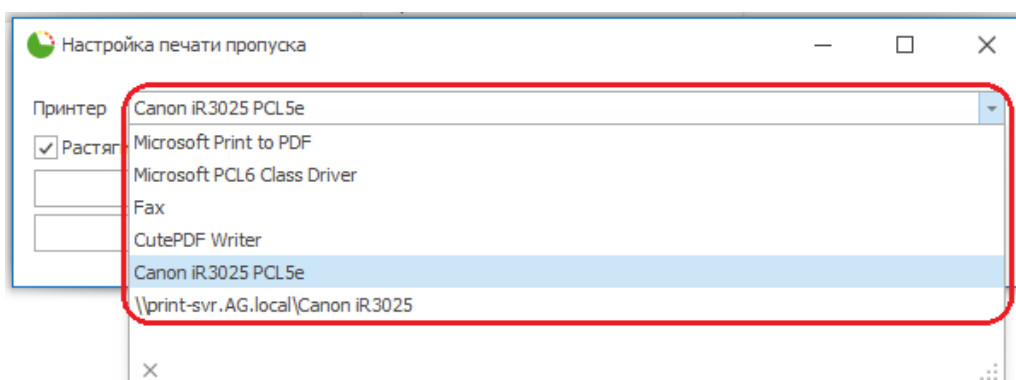 Настройка печати пропуска
Принтер Canon iR3025 PCL5e
Microsoft Print to PDF
Microsoft PCL6 Class Driver
Fax
CutePDF Writer
Canon iR3025 PCL5e
\\print-svr.AG.local\Canon iR3025